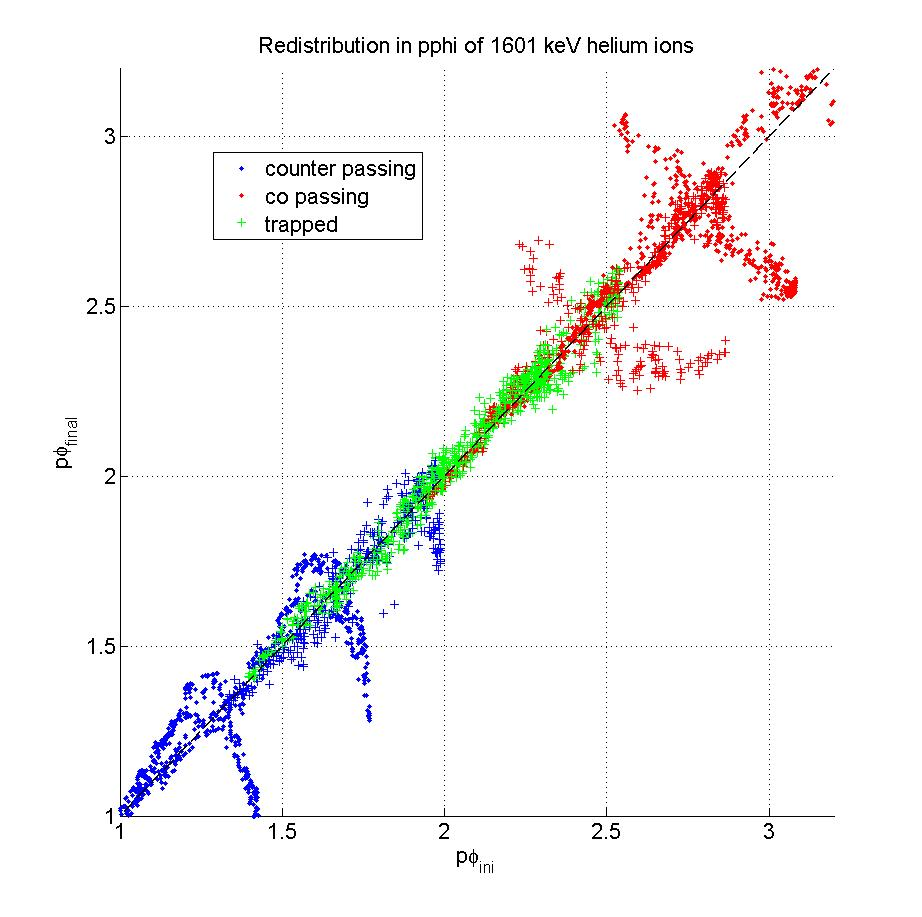 Redistribution in pphi of 1601 keV helium ions
counter passing
co passing
trapped
3
2.5
2
1.5
1
1
1.5
2
2.5
3
pϕfinal
pϕini